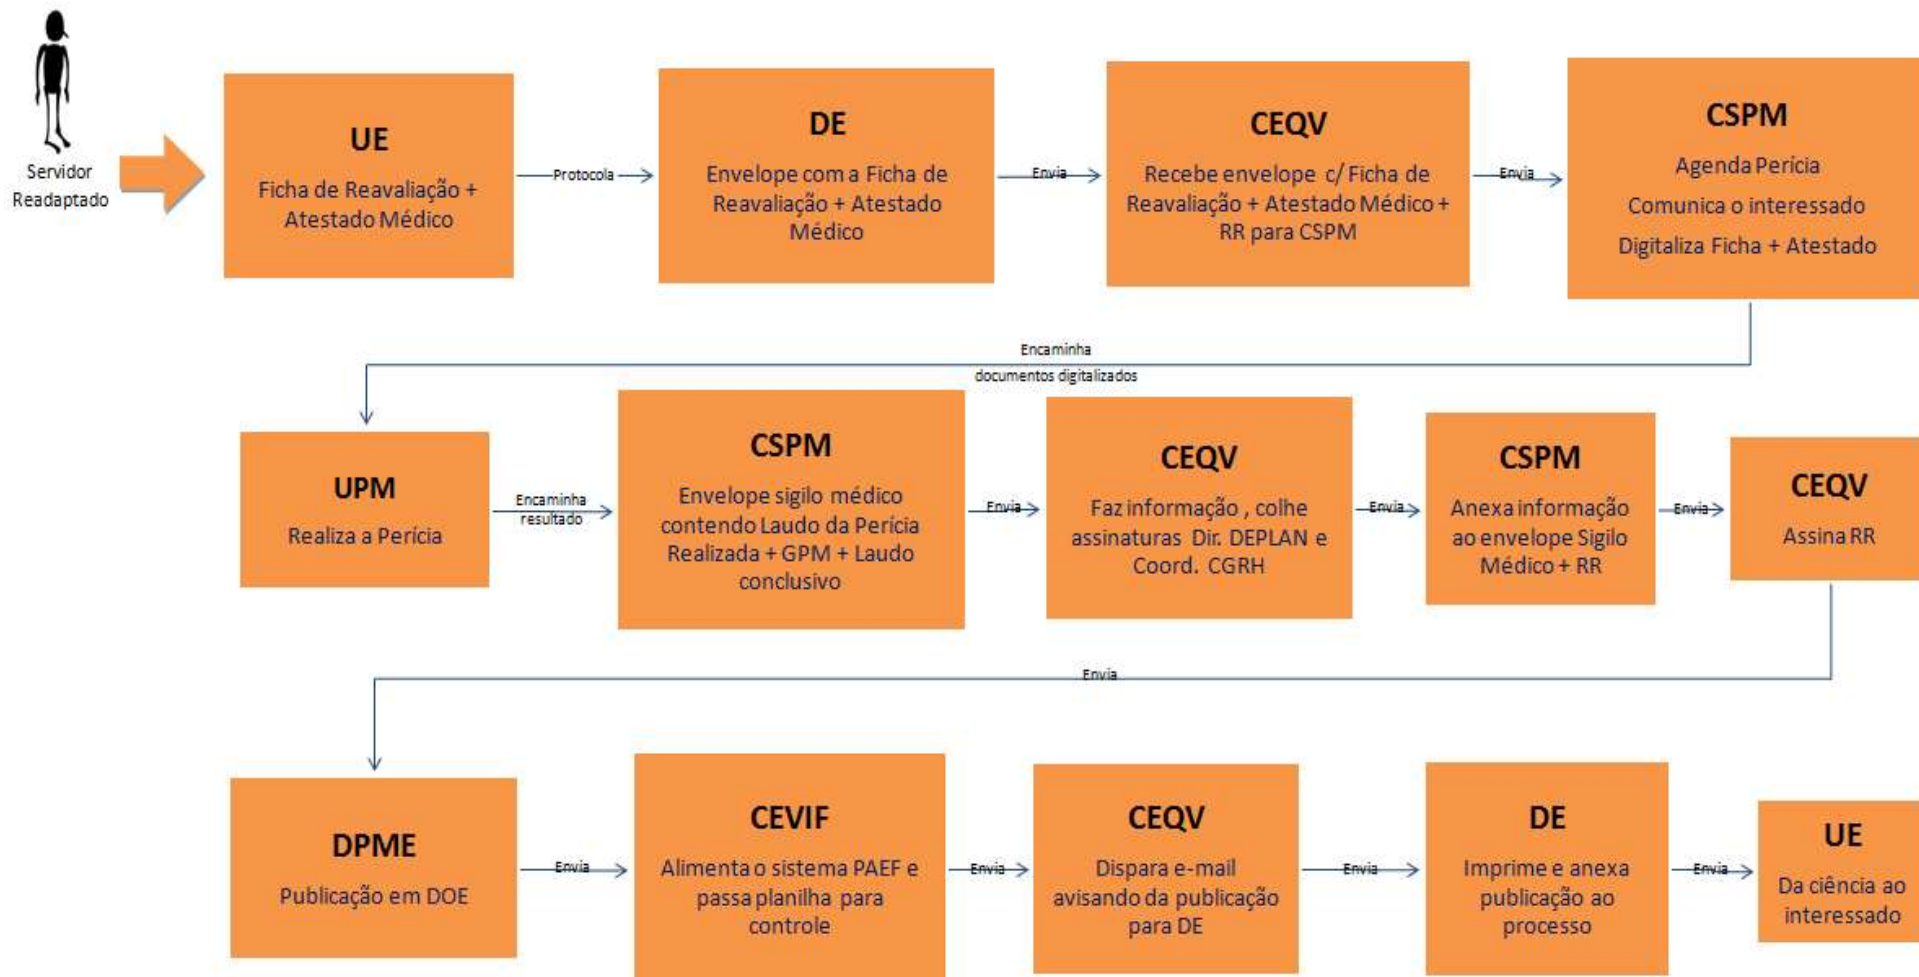 Servidor
Readaptado
UE
Ficha de Reavaliação +
Atestado Médico
Protocola
DE
Envelope com a Ficha de
Reavaliação + Atestado
Médico
Envia
CEQV
Recebe envelope c/ Ficha de
Reavaliação + Atestado Médico +
RR para CSPM
Envia
CSPM
Agenda Perícia
Comunica o interessado
Digitaliza Ficha + Atestado
Encaminha
documentos digitalizados
UPM
Realiza a Perícia
Encaminha
resultado
CSPM
Envelope sigilo médico
contendo Laudo da Perícia
Realizada + GPM + Laudo
conclusivo
Envia
CEQV
Faz informação , colhe
assinaturas Dir. DEPLAN e
Coord. CGRH
Envia
CSPM
Anexa informação
ao envelope Sigilo
Médico + RR
Envia
CEQV
Assina RR
Envia
DPME
Publicação em DOE
Envia
CEVIF
Alimenta o sistema PAEF e
passa planilha para
controle
Envia
CEQV
Dispara e-mail
avisando da publicação
para DE
Envia
DE
Imprime e anexa
publicação ao
processo
Envia
UE
Da ciência ao
interessado